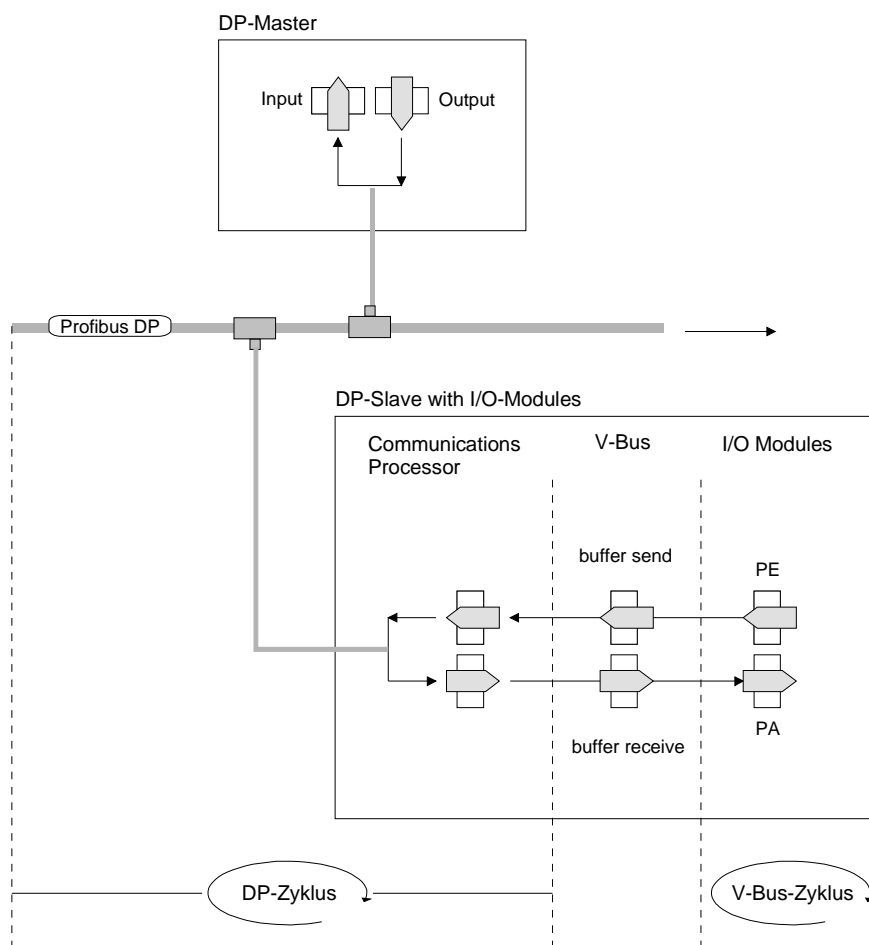 DP-Master
Input
Output
Profibus DP
DP-Slave with I/O-Modules
Communications
Processor
V-Bus
I/O Modules
buffer send
PE
buffer receive
PA
DP-Zyklus
V-Bus-Zyklus